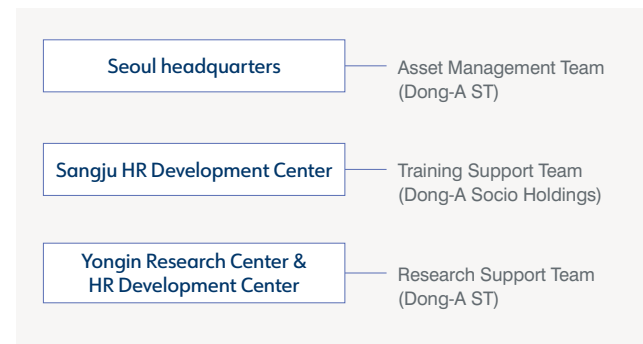 Seoul headquarters
Asset Management Team
(Dong-A ST)
Sangju HR Development Center
Training Support Team
(Dong-A Socio Holdings)
Yongin Research Center &
HR Development Center
Research Support Team
(Dong-A ST)